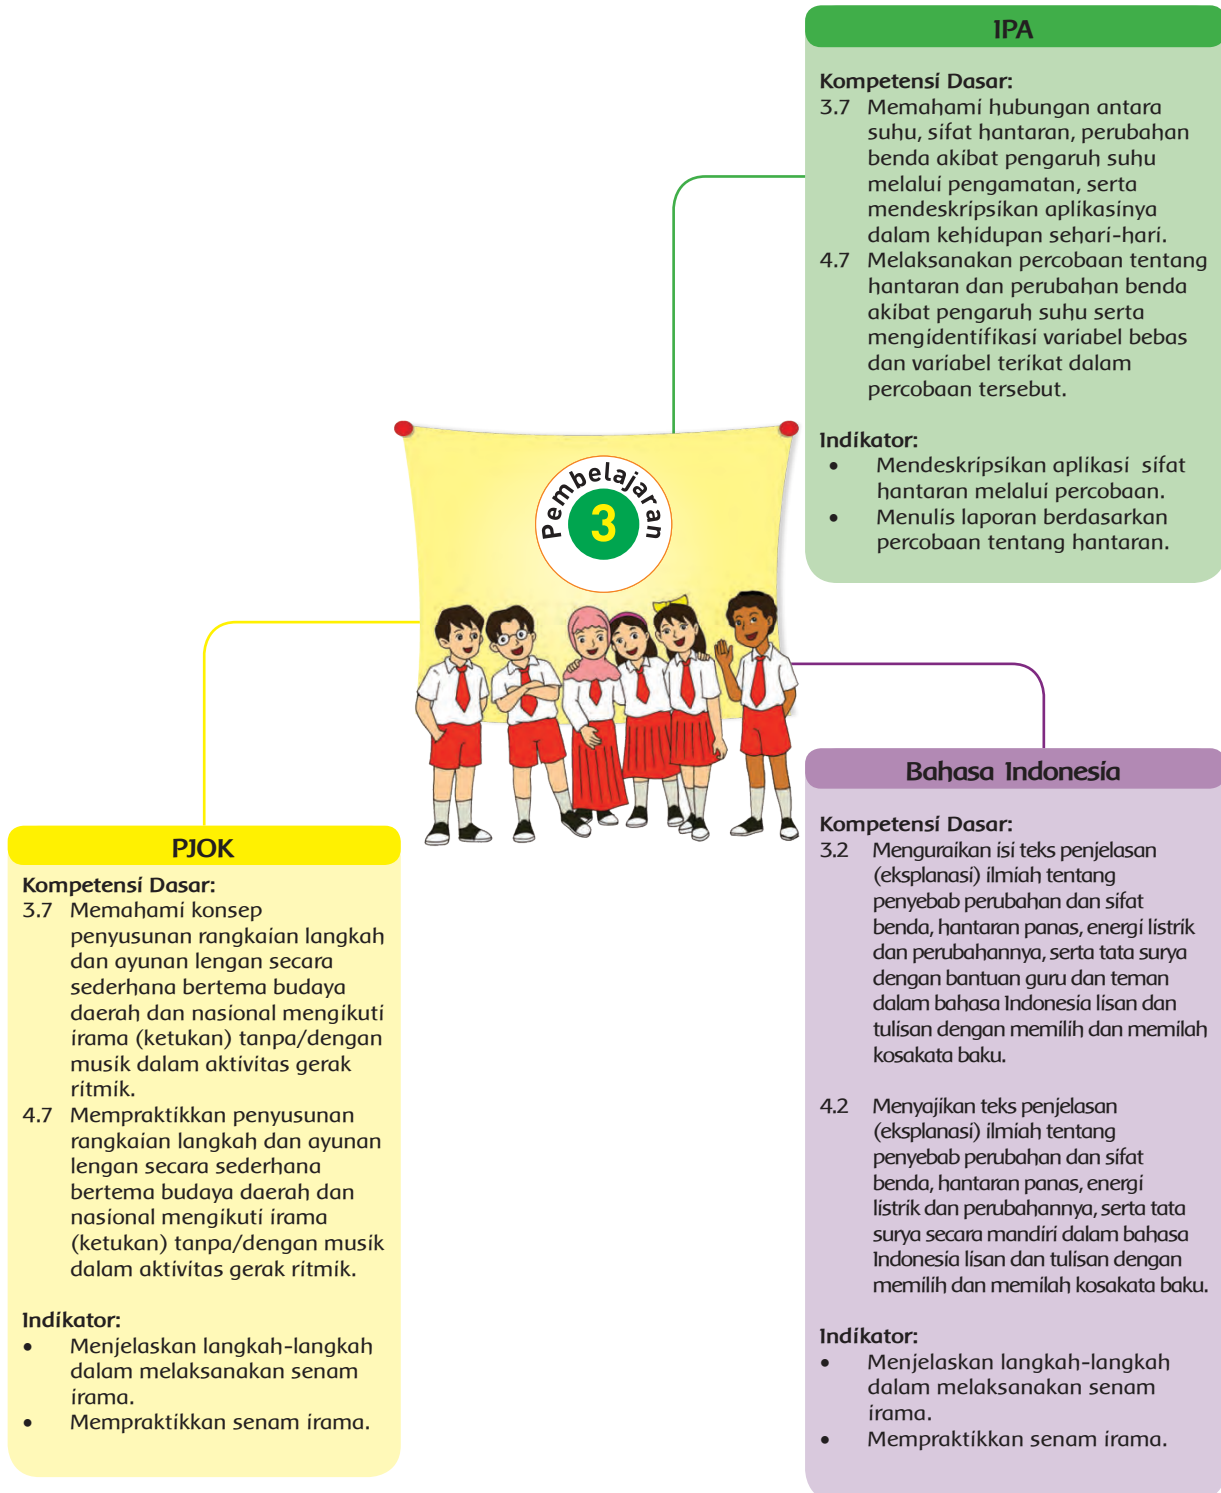 IPA
Kompetensi Dasar:
3.7 Memahami hubungan antara
suhu, sifat hantaran, perubahan
benda akibat pengaruh suhu
melalui pengamatan, serta
mendeskripsikan aplikasinya
dalam kehidupan sehari-hari.
4.7 Melaksanakan percobaan tentang
hantaran dan perubahan benda
akibat pengaruh suhu serta
mengidentifikasi variabel bebas
dan variabel terikat dalam
percobaan tersebut.
Indikator:
• Mendeskripsikan aplikasi sifat
hantaran melalui percobaan.
• Menulis laporan berdasarkan
percobaan tentang hantaran.
Pembelajaran
3
Bahasa Indonesia
Kompetensi Dasar:
3.2 Menguraikan isi teks penjelasan
(eksplanasi) ilmiah tentang
penyebab perubahan dan sifat
benda, hantaran panas, energi listrik
dan perubahannya, serta tata surya
dengan bantuan guru dan teman
dalam bahasa Indonesia lisan dan
tulisan dengan memilih dan memilah
kosakata baku.
4.2 Menyajikan teks penjelasan
(eksplanasi) ilmiah tentang
penyebab perubahan dan sifat
benda, hantaran panas, energi
listrik dan perubahannya, serta tata
surya secara mandiri dalam bahasa
Indonesia lisan dan tulisan dengan
memilih dan memilah kosakata baku.
Indikator:
• Menjelaskan langkah-langkah
dalam melaksanakan senam
irama.
• Mempraktikkan senam irama.
PJOK
Kompetensi Dasar:
3.7 Memahami konsep
penyusunan rangkaian langkah
dan ayunan lengan secara
sederhana bertema budaya
daerah dan nasional mengikuti
irama (ketukan) tanpa/dengan
musik dalam aktivitas gerak
ritmik.
4.7 Mempraktikkan penyusunan
rangkaian langkah dan ayunan
lengan secara sederhana
bertema budaya daerah dan
nasional mengikuti irama
(ketukan) tanpa/dengan musik
dalam aktivitas gerak ritmik.
Indikator:
• Menjelaskan langkah-langkah
dalam melaksanakan senam
irama.
• Mempraktikkan senam irama.